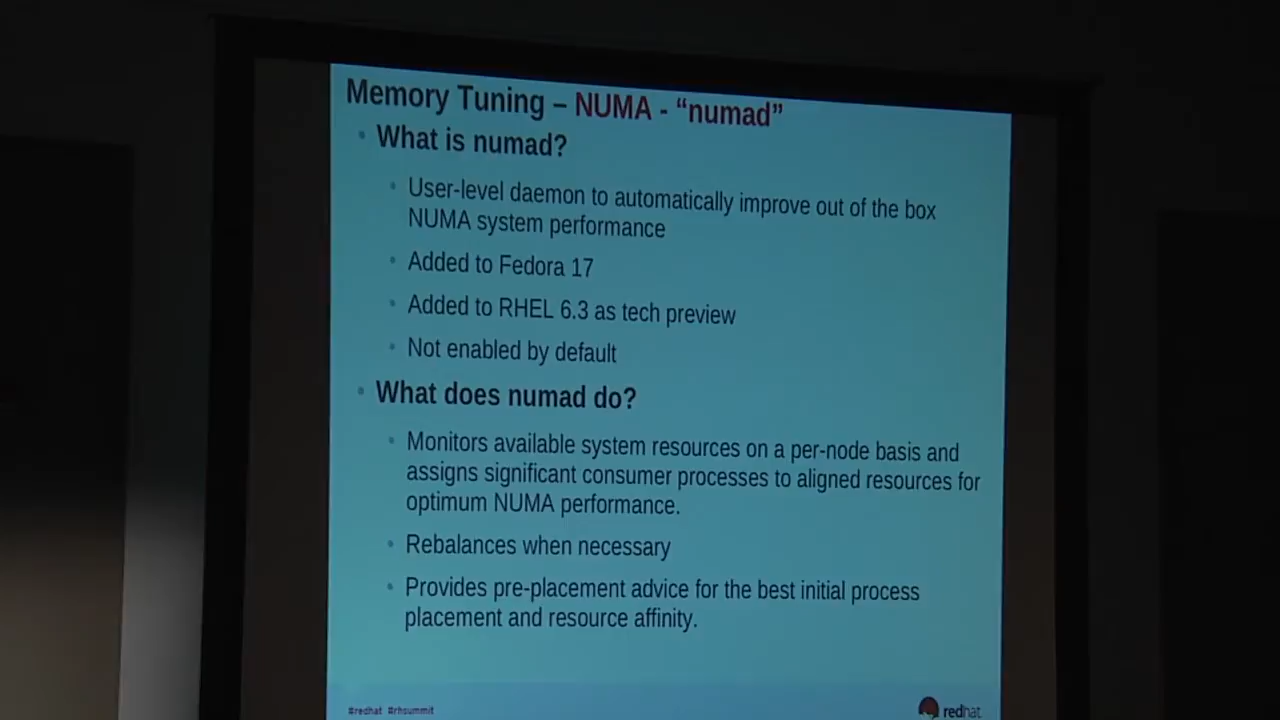 Memory Tuning – NUMA - “numad”
What is numad?
User-level daemon to automatically improve out of the box
NUMA system performance
Added to Fedora 17
Added to RHEL 6.3 as tech preview
Not enabled by default
What does numad do?
Monitors available system resources on a per-node basis and
assigns significant consumer processes to aligned resources for
optimum NUMA performance.
Rebalances when necessary
Provides pre-placement advice for the best initial process
placement and resource affinity.
#redhat #rhsummit
redhat